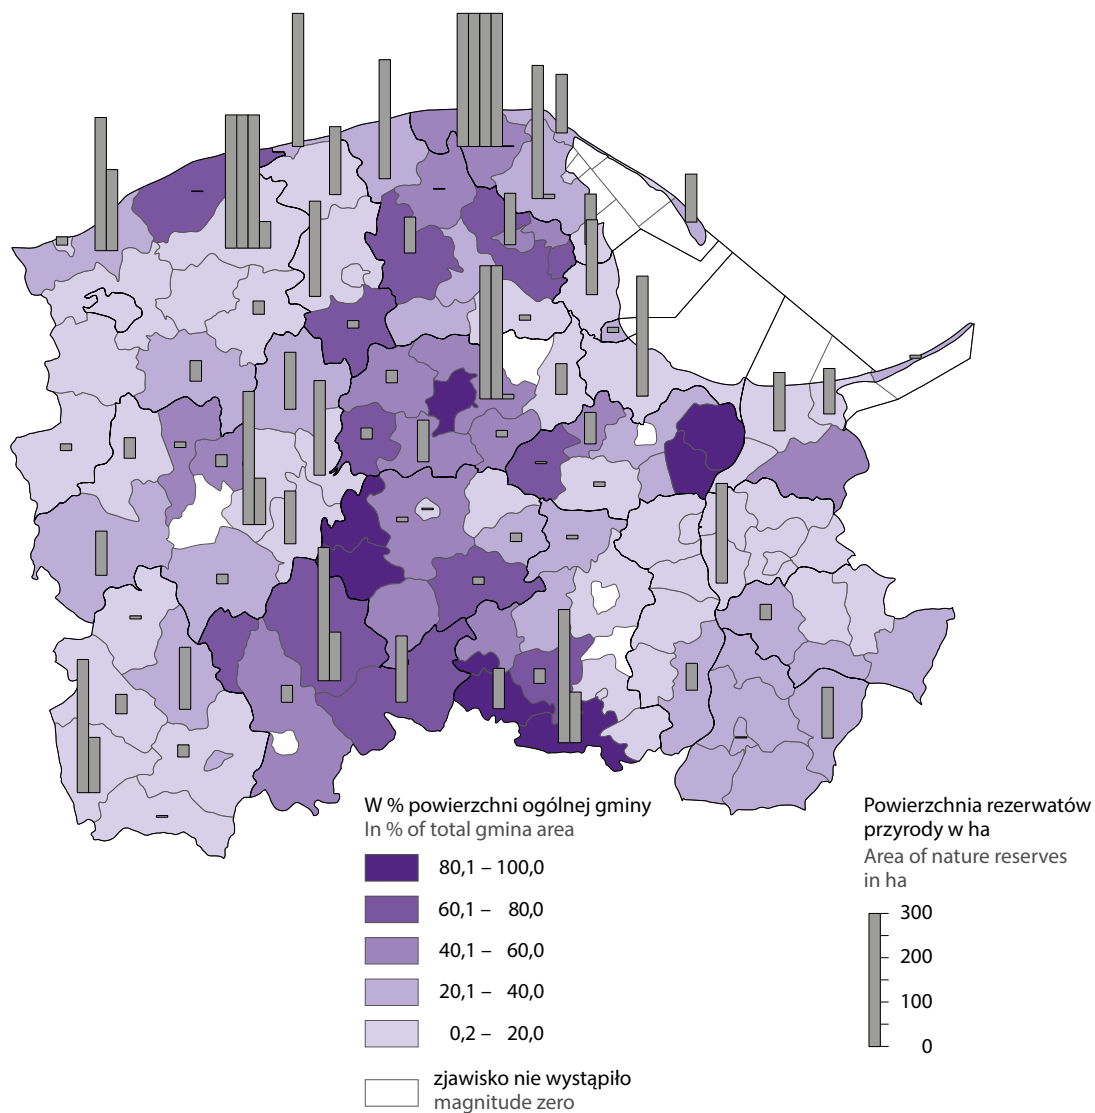 W % powierzchni ogólnej gminy
In % of total gmina area
80,1 – 100,0
60,1 – 80,0
40,1 – 60,0
20,1 – 40,0
0,2 – 20,0
zjawisko nie wystąpiło
magnitude zero
Powierzchnia rezerwatów
przyrody w ha
Area of nature reserves
in ha
300
200
100
0